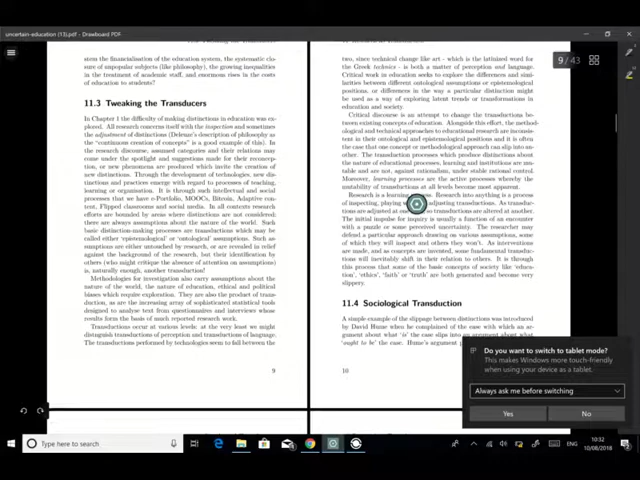 uncertain-education (13).pdf - Drawboard PDF
9 / 43
stem the financialization of the education system, the systematic clo-
sure of unpopular subjects (like philosophy), the growing inequalities
in the treatment of academic staff, and enormous rises in the costs
of education to students?
11.3 Tweaking the Transducers
In Chapter 1 the difficulty of making distinctions in education was ex-
plored. All research concerns itself with the inspection and sometimes
the adjustment of distinctions (Deleuze's description of philosophy as
the "continuous creation of concepts" is a good example of this). In
the research discourse, assumed categories and their relations may
come under the spotlight and suggestions made for their reconcep-
tion, or new phenomena are produced which invite the creation of
new distinctions. Through the development of technologies, new dis-
tinctions and practices emerge with regard to processes of teaching,
learning or organisation. It is through such intellectual and social
processes that we have e-Portfolio, MOOCs, Bitcoin, Adaptive con-
tent, Flipped classrooms and social media. In all contexts research
efforts are bounded by areas where distinctions are not considered:
there are always assumptions about the nature of the world. Such
basic distinction-making processes are transductions which may be
called either 'epistemological' or 'ontological' assumptions. Such as-
sumptions are either untouched by research, or are revealed in relief
against the background of the research, but their identification by
others (who might critique the absence of attention on assumptions)
is, naturally enough, another transduction!
Methodologies for investigation also carry assumptions about the
nature of the world, the nature of education, ethical and political
biases which require exploration. They are also the product of trans-
duction, as are the increasing array of sophisticated statistical tools
designed to analyse text from questionnaires and interviews whose
results form the basis of much reported research work.
Transductions occur at various levels: at the very least we might
distinguish transductions of perception and transductions of language.
The transductions performed by technologies seem to fall between the
9
two, since technical change like art - which is the latinized word for
the Greek technics - is both a matter of perception and language.
Critical work in education seeks to explore the differences and simi-
larities between different ontological assumptions or epistemological
positions, or differences in the way a particular distinction might
be used as a way of exploring latent trends or transformations in
education and society.
Critical discourse is an attempt to change the transductions be-
tween existing concepts of education. Alongside this effort, the method-
ological and technical approaches to educational research are inconsis-
tent in their ontological and epistemological positions and it is often
the case that one concept or methodological approach can slip into an-
other. The transduction processes which produce distinctions about
the nature of educational processes, learning and institutions are mu-
table and are not, against rationalism, under stable rational control.
Moreover, learning processes are the active processes whereby the
mutability of transductions at all levels become most apparent.
Research is a learning process. Research into anything is a process
of inspecting, playing adjusting transductions. As transduc-
tions are adjusted at one so transductions are altered at another.
The initial impulse for inquiry is usually a function of an encounter
with a puzzle or some perceived uncertainty. The researcher may
defend a particular approach drawing on various assumptions, some
of which they will inspect and others they won't. As interventions
are made, and so concepts are invented, some fundamental transduc-
tions will inevitably shift in their relation to others. It is through
this process that some of the basic concepts of society like 'educa-
tion', 'ethics', 'faith' or 'truth' are both generated and become very
slippery.
11.4 Sociological Transduction
A simple example of the slippage between distinctions was introduced
by David Hume when he complained of the case with which an ar-
gument about what 'is' the case slips into an argument about what
'ought to be' the case. Hume's argument
10
Do you want to switch to tablet mode?
This makes Windows more touch-friendly
when using your device as a tablet.
Always ask me before switching
Yes
No
Type here to search
ENG
10:32
10/08/2018